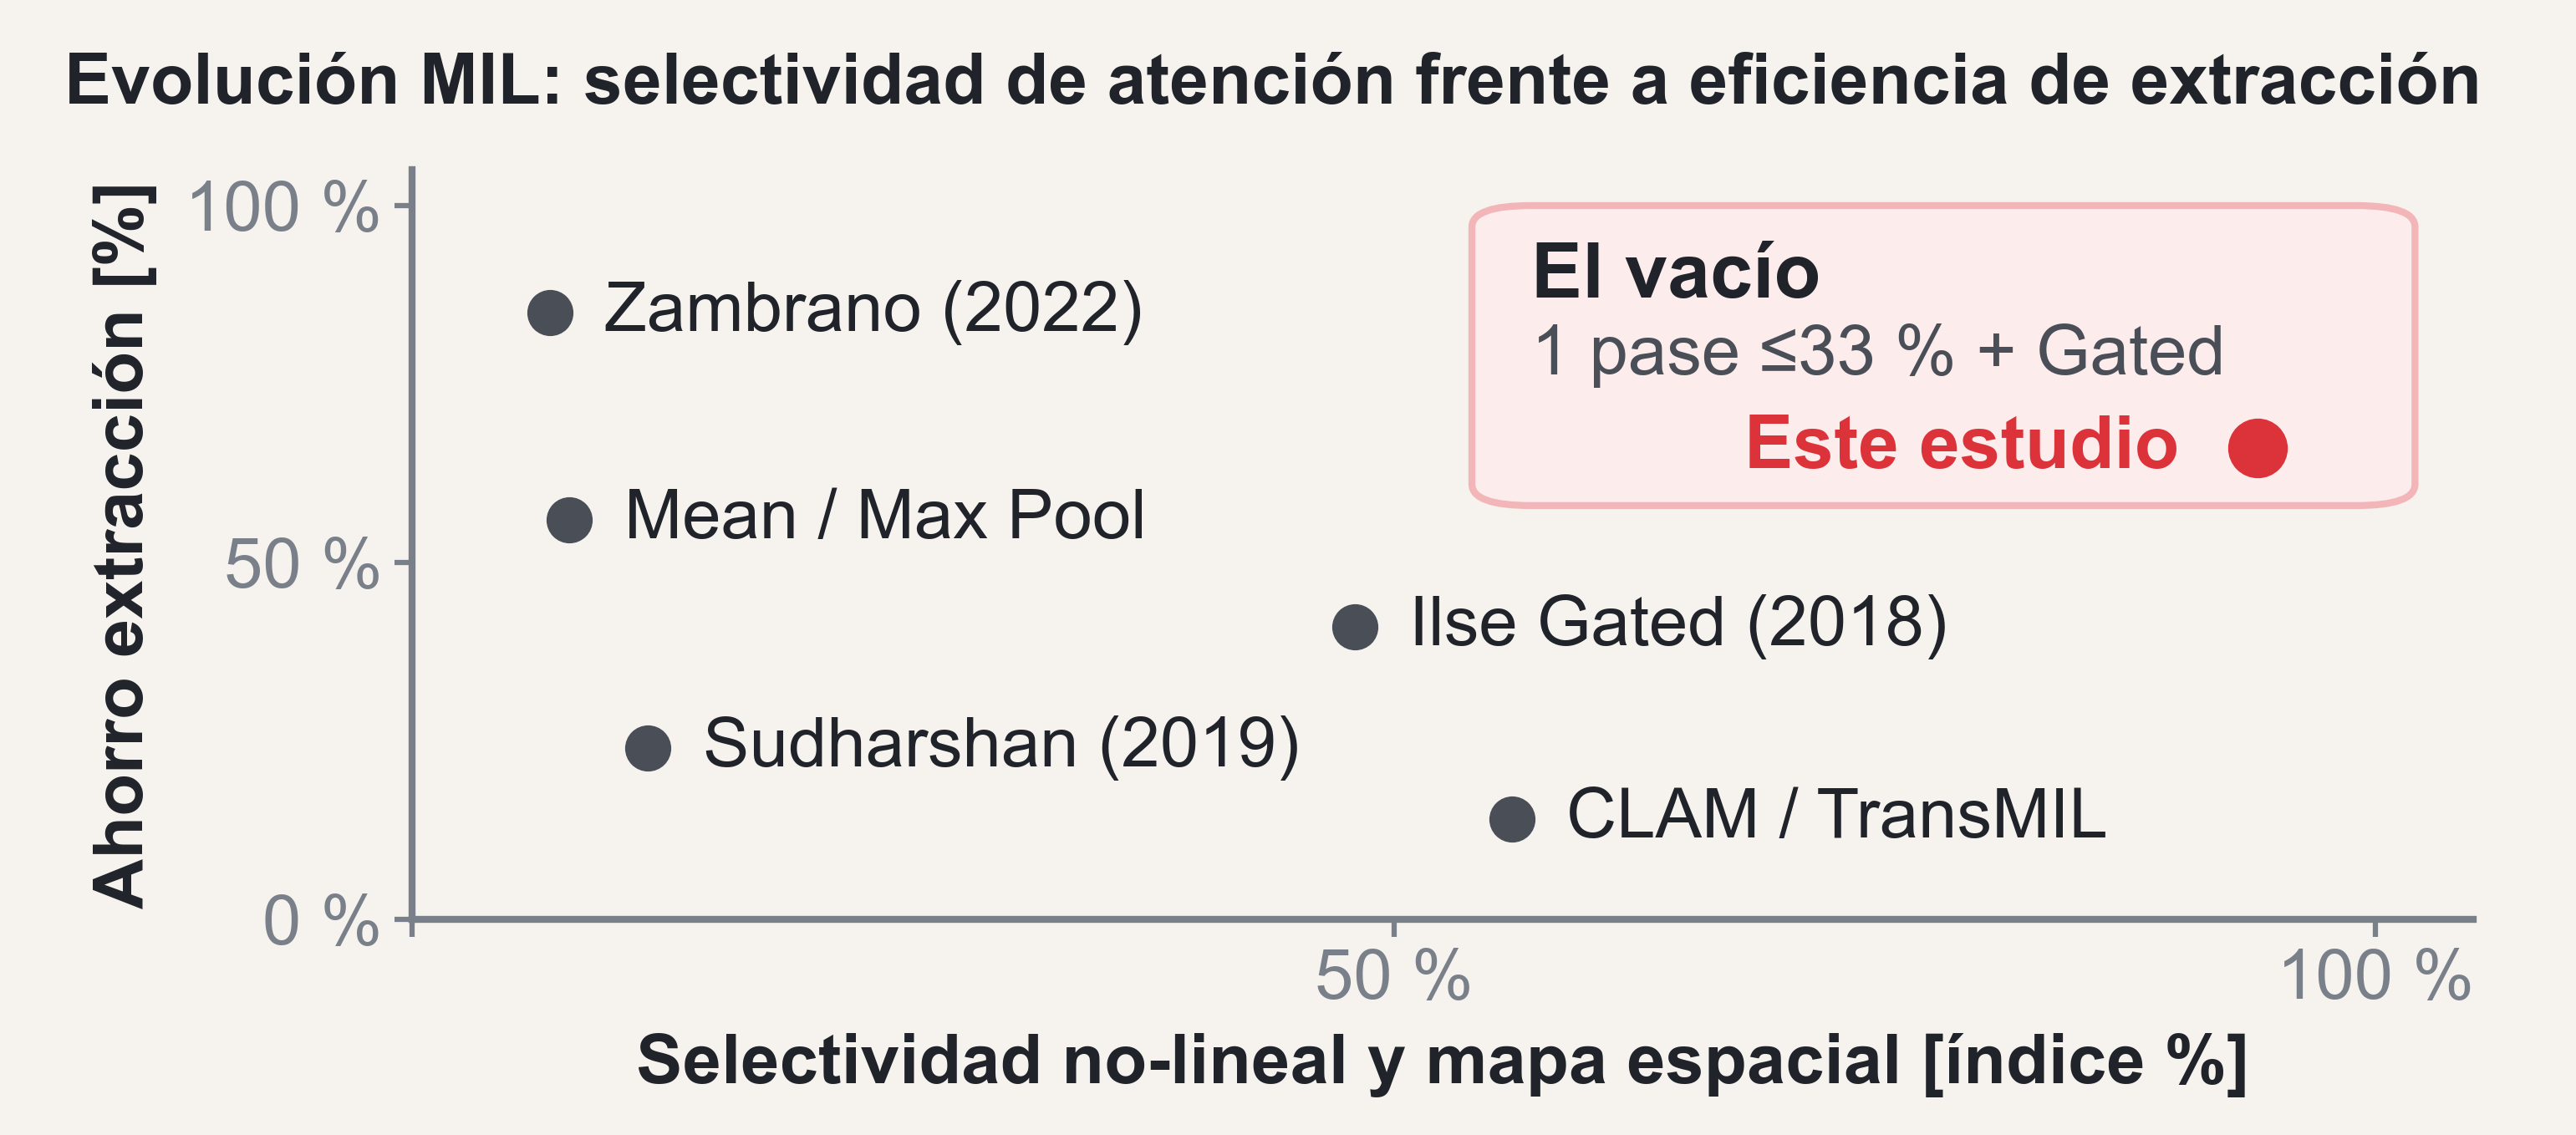 Evolución MIL: selectividad de atención frente a eficiencia de extracción
Ahorro extracción [%]
100 %
50 %
0 %
Zambrano (2022)
Mean / Max Pool
Ilse Gated (2018)
Sudharshan (2019)
CLAM / TransMIL
El vacío
1 pase ≤33 % + Gated
Este estudio
50 %
100 %
Selectividad no-lineal y mapa espacial [índice %]